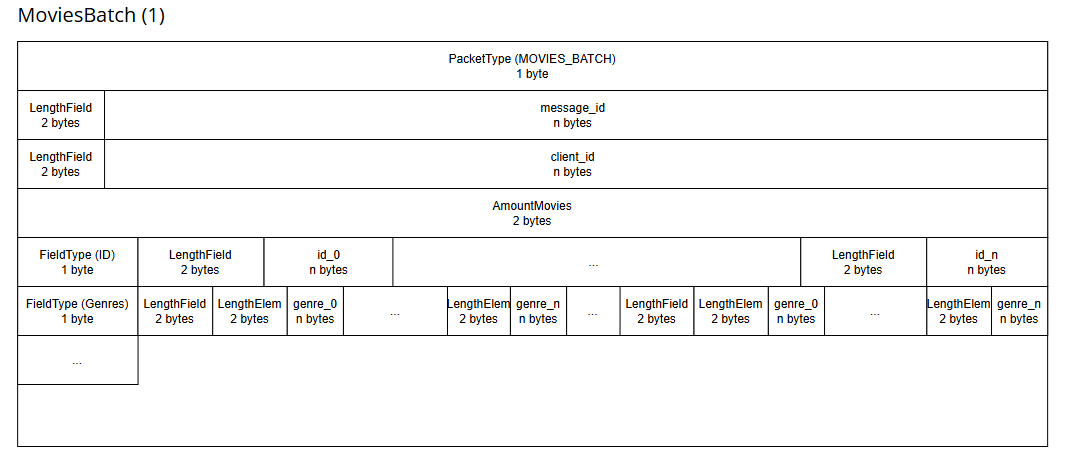 MoviesBatch (1)
PacketType (MOVIES_BATCH)
1 byte
LengthField
2 bytes
message_id
n bytes
LengthField
2 bytes
client_id
n bytes
AmountMovies
2 bytes
FieldType (ID)
1 byte
LengthField
2 bytes
id_0
n bytes
...
LengthField
2 bytes
id_n
n bytes
FieldType (Genres)
1 byte
LengthField
2 bytes
LengthElem
2 bytes
genre_0
n bytes
...
LengthElem
2 bytes
genre_n
n bytes
...
LengthField
2 bytes
LengthElem
2 bytes
genre_0
n bytes
...
LengthElem
2 bytes
genre_n
n bytes
...